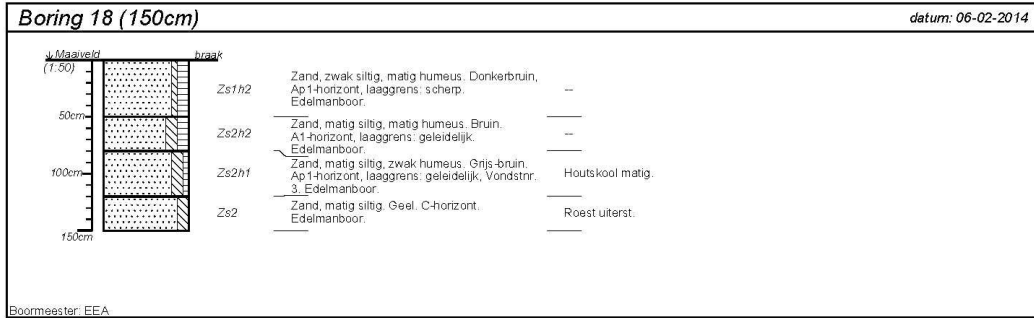 Boring 18 (150cm)
datum: 06-02-2014
↓ Maaiveld
braak
(1:50)
Zs1h2
Zand, zwak siltig, matig humeus. Donkerbruin,
Ap1-horizont, laaggrens: scherp.
Edelmanboor.
--
50cm
Zs2h2
Zand, matig siltig, matig humeus. Bruin.
A1-horizont, laaggrens: geleidelijk.
Edelmanboor.
--
100cm
Zs2h1
Zand, matig siltig, zwak humeus. Grijs-bruin.
Ap1-horizont, laaggrens: geleidelijk, Vondstnr.
3. Edelmanboor.
Houtskool matig.
Zs2
Zand, matig siltig. Geel. C-horizont.
Edelmanboor.
Roest uiterst.
150cm
Boormeester: EEA